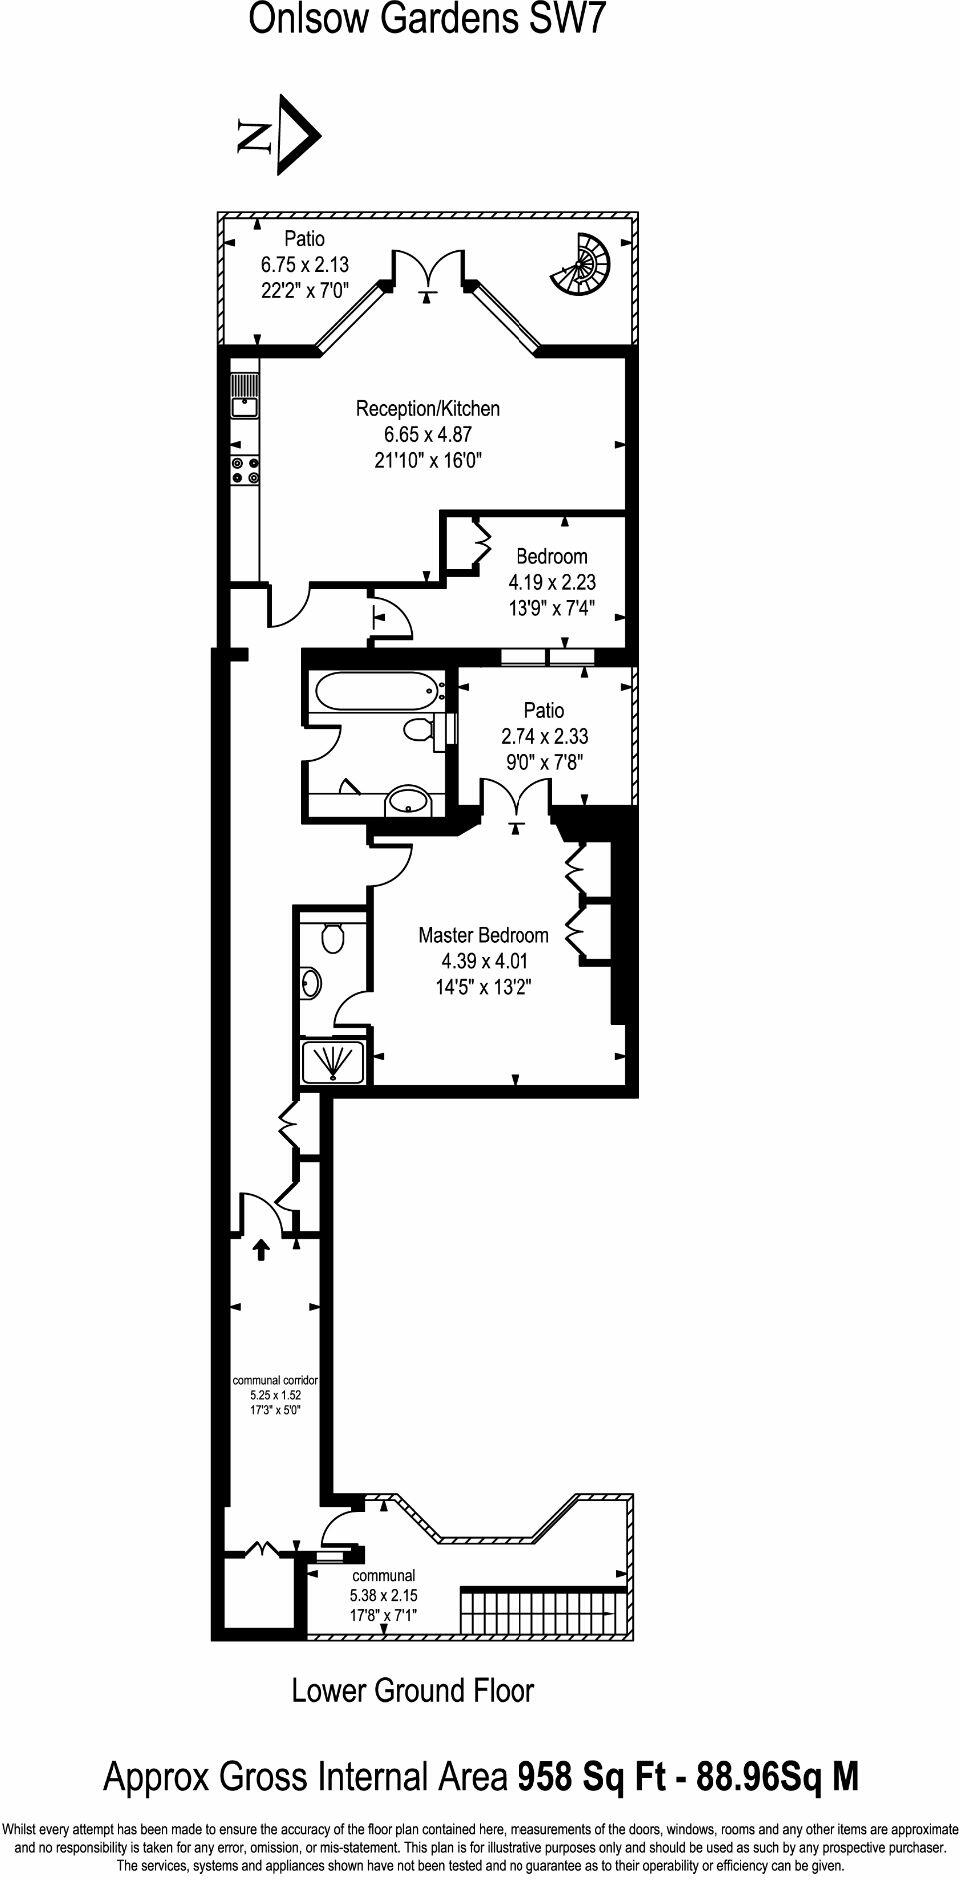 Onlsow Gardens SW7
N
Patio
6.75 x 2.13
22'2" x 7'0"
Reception/Kitchen
6.65 x 4.87
21'10" x 16'0"
Bedroom
4.19 x 2.23
13'9" x 7'4"
Patio
2.74 x 2.33
9'0" x 7'8"
Master Bedroom
4.39 x 4.01
14'5" x 13'2"
communal corridor
5.25 x 1.52
17'3" x 5'0"
communal
5.38 x 2.15
17'8" x 7'1"
Lower Ground Floor
Approx Gross Internal Area 958 Sq Ft - 88.96Sq M
Whilst every attempt has been made to ensure the accuracy of the floor plan contained here, measurements of the doors, windows, rooms and any other items are approximate
and no responsibility is taken for any error, omission, or mis-statement. This plan is for illustrative purposes only and should be used as such by any prospective purchaser.
The services, systems and appliances shown have not been tested and no guarantee as to their operability or efficiency can be given.